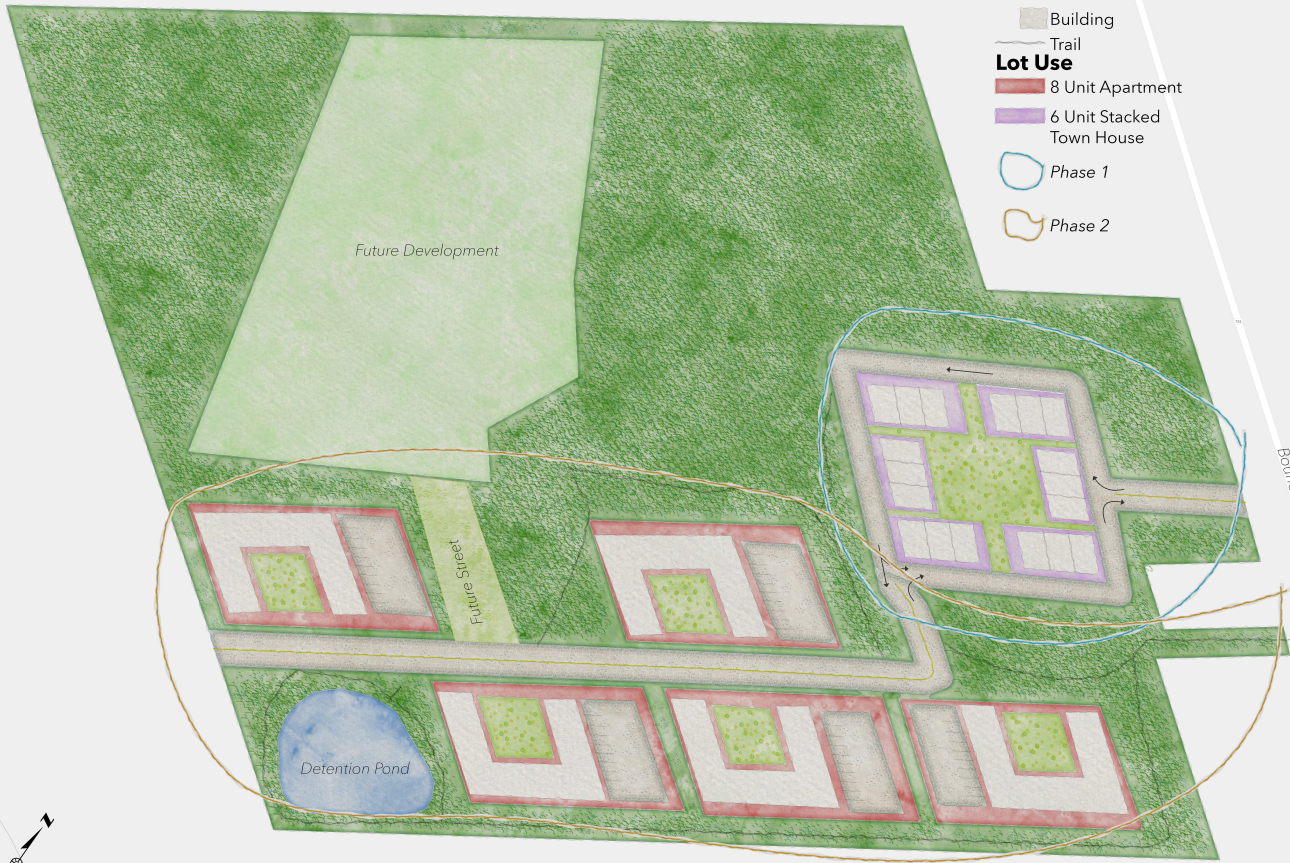 Building
Trail
Lot Use
8 Unit Apartment
6 Unit Stacked
Town House
Phase 1
Phase 2
Future Development
Future Street
Detention Pond
N